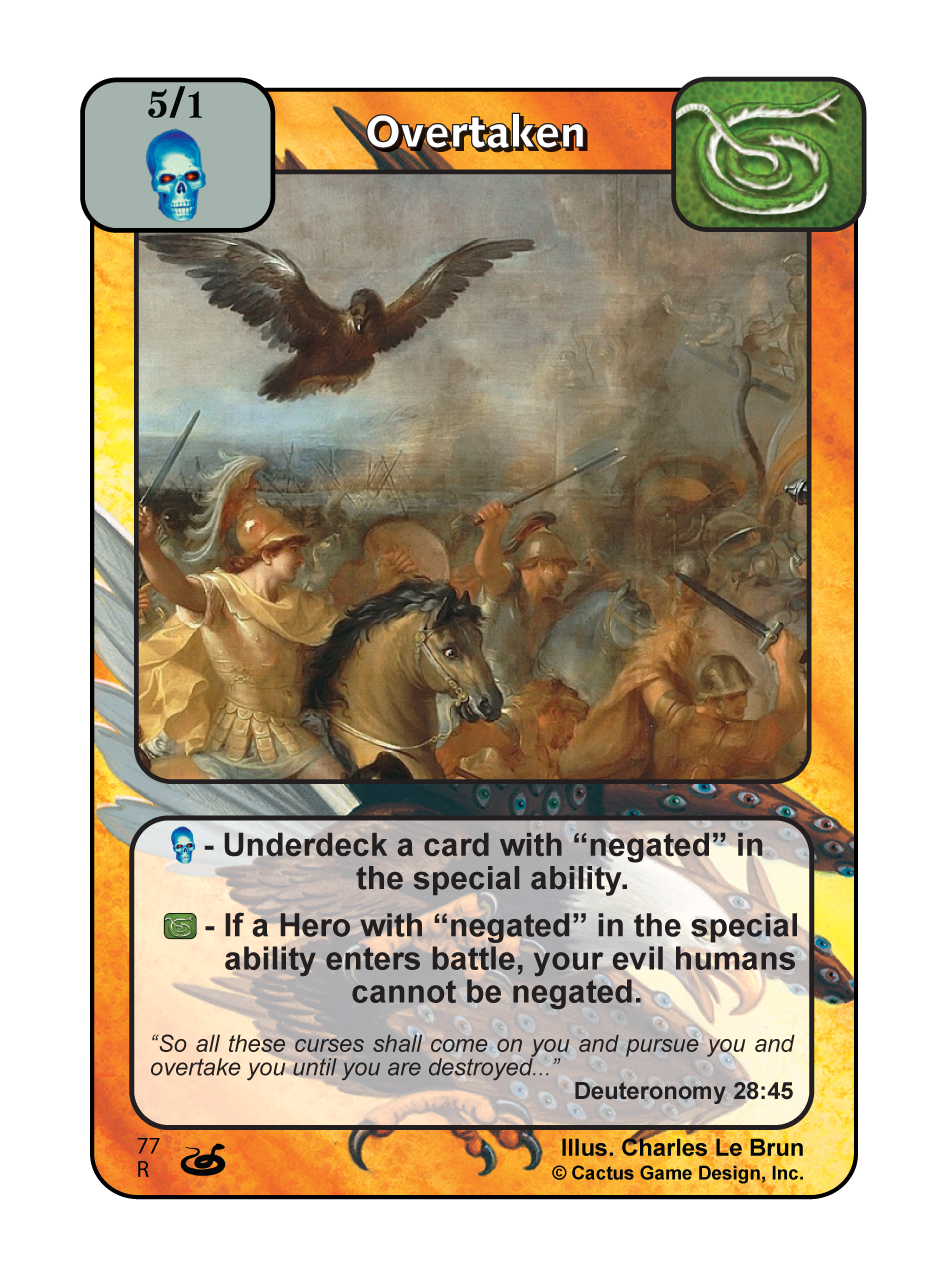 5/1
Overtaken
- Underdeck a card with “negated” in
the special ability.
- If a Hero with “negated” in the special
ability enters battle, your evil humans
cannot be negated.
“So all these curses shall come on you and pursue you and
overtake you until you are destroyed...”
Deuteronomy 28:45
77
R
Illus. Charles Le Brun
© Cactus Game Design, Inc.